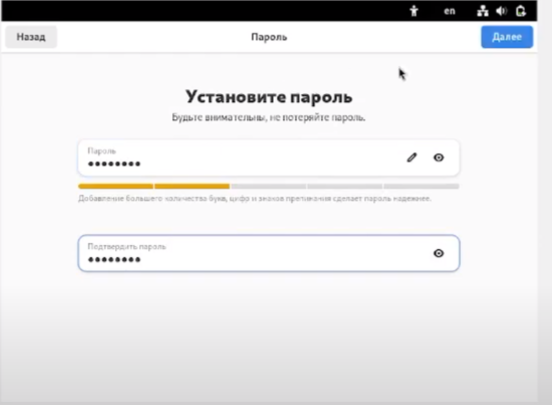 en
Назад
Пароль
Далее
Установите пароль
Будьте внимательны, не потеряйте пароль.
Пароль
••••••••
Добавление большего количества букв, цифр и знаков препинания сделает пароль надежнее.
Подтвердить пароль
••••••••